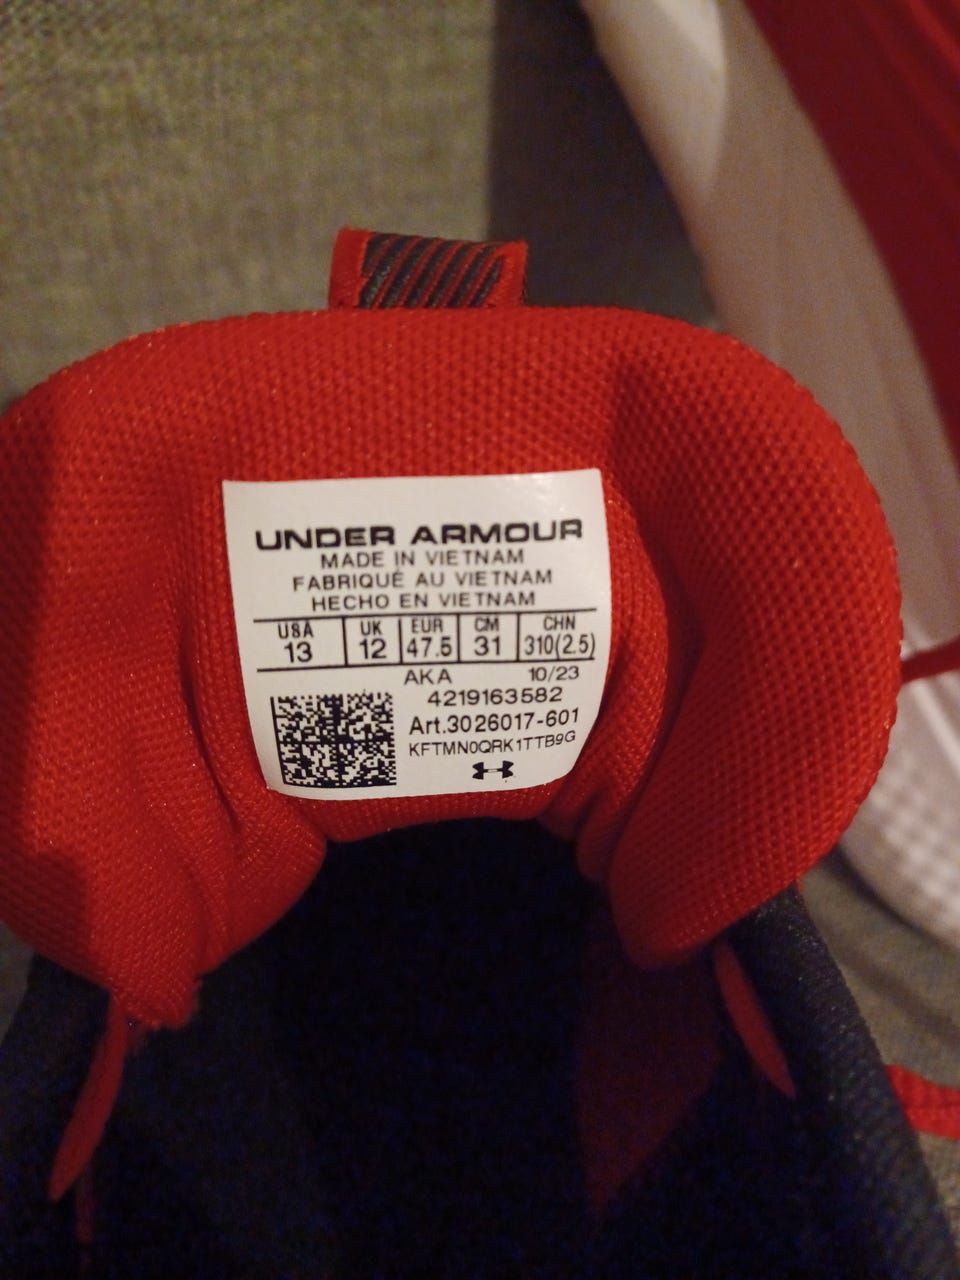 UNDER ARMOUR
MADE IN VIETNAM
FABRIQUÉ AU VIETNAM
HECHO EN VIETNAM
USA UK EUR CM CHN
13 12 47.5 31 310(2.5)
AKA 10/23
4219163582
Art.3026017-601
KFTMN0QRK1TTB9G